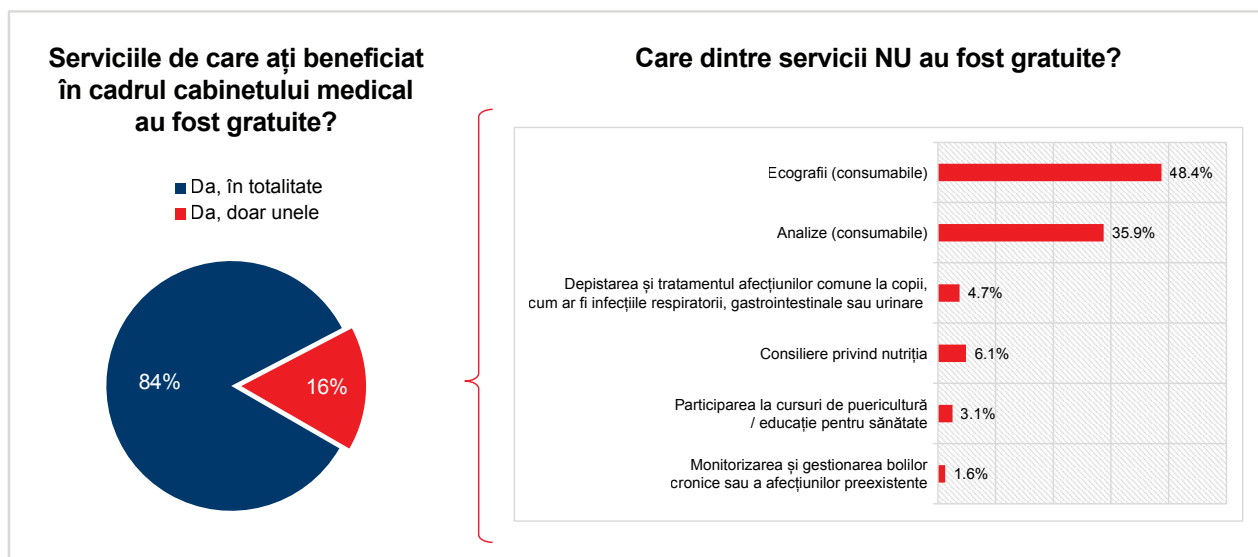 Serviciile de care ați beneficiat
în cadrul cabinetului medical
au fost gratuite?
Da, în totalitate
Da, doar unele
84%
16%
Care dintre servicii NU au fost gratuite?
Ecografii (consumabile)
48.4%
Analize (consumabile)
35.9%
Depistarea și tratamentul afecțiunilor comune la copii,
cum ar fi infecțiile respiratorii, gastrointestinale sau urinare
4.7%
Consiliere privind nutriția
6.1%
Participarea la cursuri de puericultură
/ educație pentru sănătate
3.1%
Monitorizarea și gestionarea bolilor
cronice sau a afecțiunilor preexistente
1.6%